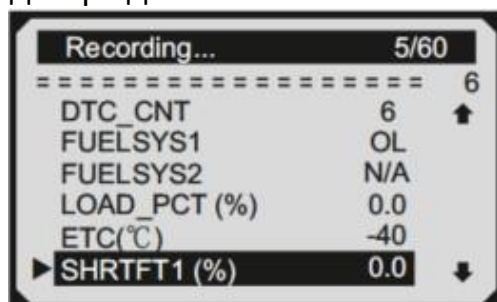 Recording... 5/60
= = = = = = = = = = = = = = = = = = = 6
DTC_CNT 6
FUELSYS1 OL
FUELSYS2 N/A
LOAD_PCT (%) 0.0
ETC(℃) -40
SHRTFT1 (%) 0.0